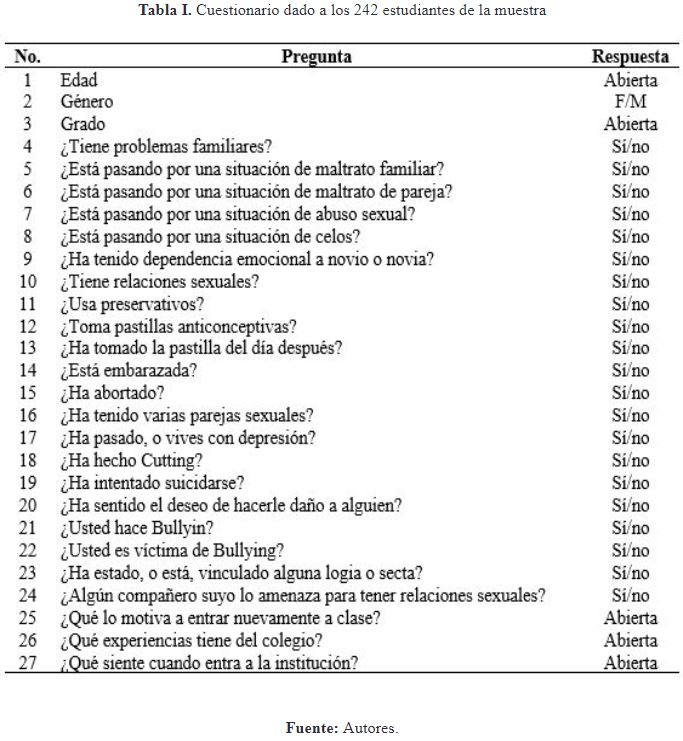 Tabla I. Cuestionario dado a los 242 estudiantes de la muestra
No. Pregunta Respuesta
1 Edad Abierta
2 Género F/M
3 Grado Abierta
4 ¿Tiene problemas familiares? Sí/no
5 ¿Está pasando por una situación de maltrato familiar? Sí/no
6 ¿Está pasando por una situación de maltrato de pareja? Sí/no
7 ¿Está pasando por una situación de abuso sexual? Sí/no
8 ¿Está pasando por una situación de celos? Sí/no
9 ¿Ha tenido dependencia emocional a novio o novia? Sí/no
10 ¿Tiene relaciones sexuales? Sí/no
11 ¿Usa preservativos? Sí/no
12 ¿Toma pastillas anticonceptivas? Sí/no
13 ¿Ha tomado la pastilla del día después? Sí/no
14 ¿Está embarazada? Sí/no
15 ¿Ha abortado? Sí/no
16 ¿Ha tenido varias parejas sexuales? Sí/no
17 ¿Ha pasado, o vives con depresión? Sí/no
18 ¿Ha hecho Cutting? Sí/no
19 ¿Ha intentado suicidarse? Sí/no
20 ¿Ha sentido el deseo de hacerle daño a alguien? Sí/no
21 ¿Usted hace Bullyin? Sí/no
22 ¿Usted es víctima de Bullying? Sí/no
23 ¿Ha estado, o está, vinculado alguna logia o secta? Sí/no
24 ¿Algún compañero suyo lo amenaza para tener relaciones sexuales? Sí/no
25 ¿Qué lo motiva a entrar nuevamente a clase? Abierta
26 ¿Qué experiencias tiene del colegio? Abierta
27 ¿Qué siente cuando entra a la institución? Abierta
Fuente: Autores.